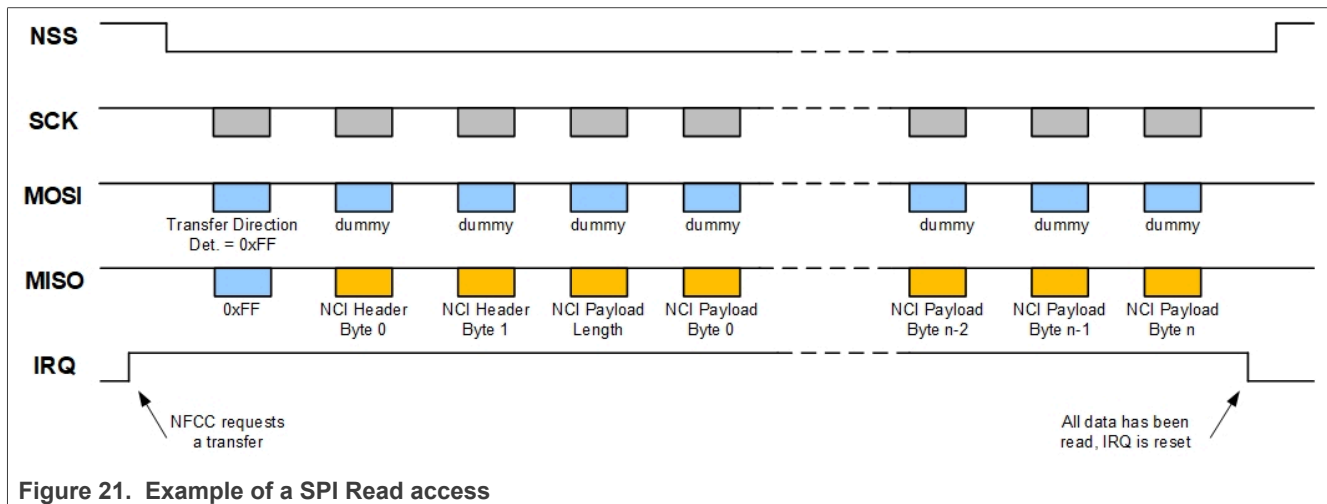 NSS
SCK
MOSI
Transfer Direction
Det. = 0xFF
dummy
dummy
dummy
dummy
dummy
dummy
dummy
MISO
0xFF
NCI Header
Byte 0
NCI Header
Byte 1
NCI Payload
Length
NCI Payload
Byte 0
NCI Payload
Byte n-2
NCI Payload
Byte n-1
NCI Payload
Byte n
IRQ
NFCC requests
a transfer
All data has been
read, IRQ is reset
Figure 21. Example of a SPI Read access